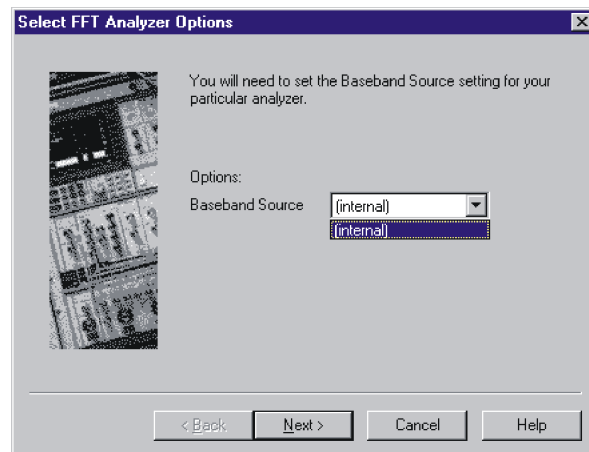 Select FFT Analyzer Options
You will need to set the Baseband Source setting for your
particular analyzer.
Options:
Baseband Source
(internal)
(internal)
< Back
Next >
Cancel
Help